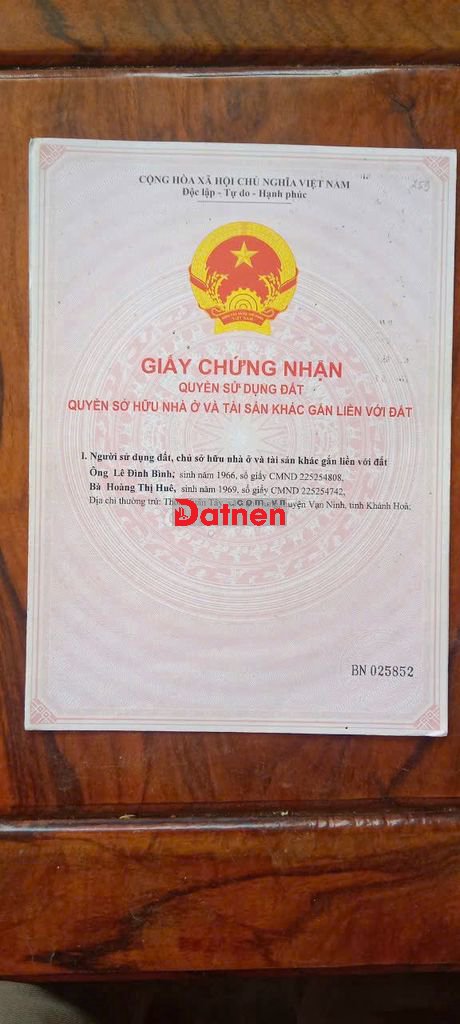 CỘNG HÒA XÃ HỘI CHỦ NGHĨA VIỆT NAM
Độc lập - Tự do - Hạnh phúc
GIẤY CHỨNG NHẬN
QUYỀN SỬ DỤNG ĐẤT
QUYỀN SỞ HỮU NHÀ Ở VÀ TÀI SẢN KHÁC GẮN LIỀN VỚI ĐẤT
I. Người sử dụng đất, chủ sở hữu nhà ở và tài sản khác gắn liền với đất
Ông Lê Đình Bình; sinh năm 1966, số giấy CMND 225254808,
Bà Hoàng Thị Huê, sinh năm 1969, số giấy CMND 225254742,
Địa chỉ thường trú: Vạn Ninh, tỉnh Khánh Hoà;
.com.vn
Datnen
BN 025852